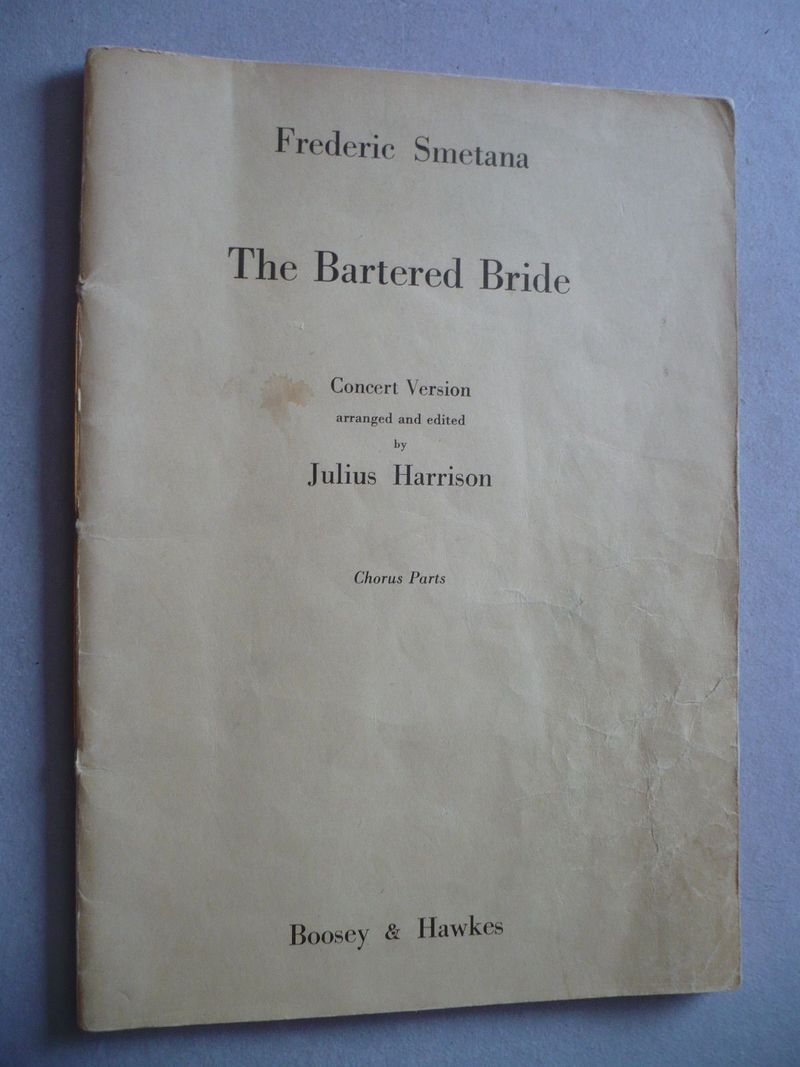 Frederic Smetana
The Bartered Bride
Concert Version
arranged and edited
by
Julius Harrison
Chorus Parts
Boosey & Hawkes